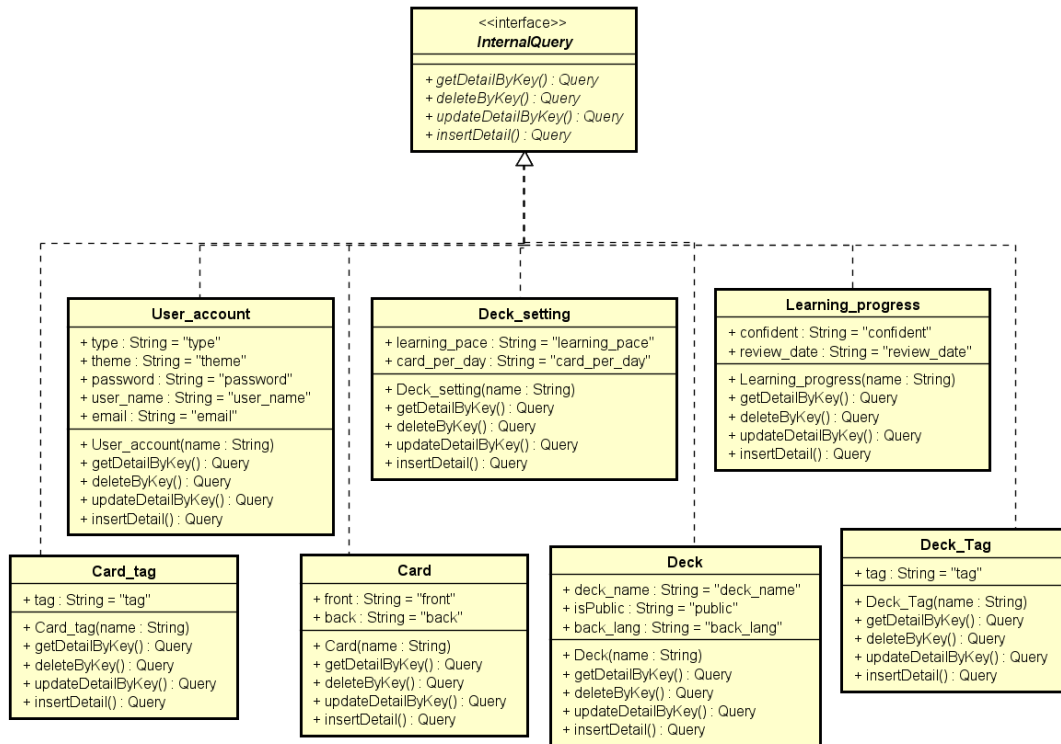 <<interface>>
InternalQuery
+ getDetailByKey() : Query
+ deleteByKey() : Query
+ updateDetailByKey() : Query
+ insertDetail() : Query
User_account
+ type : String = "type"
+ theme : String = "theme"
+ password : String = "password"
+ user_name : String = "user_name"
+ email : String = "email"
+ User_account(name : String)
+ getDetailByKey() : Query
+ deleteByKey() : Query
+ updateDetailByKey() : Query
+ insertDetail() : Query
Deck_setting
+ learning_pace : String = "learning_pace"
+ card_per_day : String = "card_per_day"
+ Deck_setting(name : String)
+ getDetailByKey() : Query
+ deleteByKey() : Query
+ updateDetailByKey() : Query
+ insertDetail() : Query
Learning_progress
+ confident : String = "confident"
+ review_date : String = "review_date"
+ Learning_progress(name : String)
+ getDetailByKey() : Query
+ deleteByKey() : Query
+ updateDetailByKey() : Query
+ insertDetail() : Query
Card_tag
+ tag : String = "tag"
+ Card_tag(name : String)
+ getDetailByKey() : Query
+ deleteByKey() : Query
+ updateDetailByKey() : Query
+ insertDetail() : Query
Card
+ front : String = "front"
+ back : String = "back"
+ Card(name : String)
+ getDetailByKey() : Query
+ deleteByKey() : Query
+ updateDetailByKey() : Query
+ insertDetail() : Query
Deck
+ deck_name : String = "deck_name"
+ isPublic : String = "public"
+ back_lang : String = "back_lang"
+ Deck(name : String)
+ getDetailByKey() : Query
+ deleteByKey() : Query
+ updateDetailByKey() : Query
+ insertDetail() : Query
Deck_Tag
+ tag : String = "tag"
+ Deck_Tag(name : String)
+ getDetailByKey() : Query
+ deleteByKey() : Query
+ updateDetailByKey() : Query
+ insertDetail() : Query